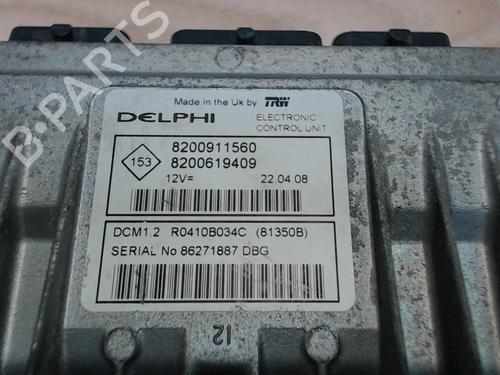 Made in the Uk by TRW
DELPHI ELECTRONIC
CONTROL UNIT
153
8200911560
8200619409
12V= 22.04.08
DCM1.2 R0410B034C (81350B)
SERIAL No 86271887 DBG
12
B-PARTS